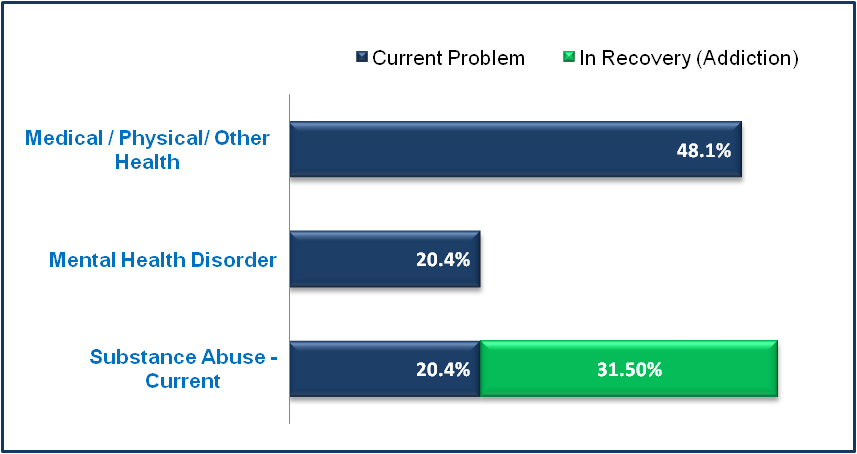 Current Problem In Recovery (Addiction)
Medical / Physical/ Other
Health
48.1%
Mental Health Disorder
20.4%
Substance Abuse -
Current
20.4% 31.50%